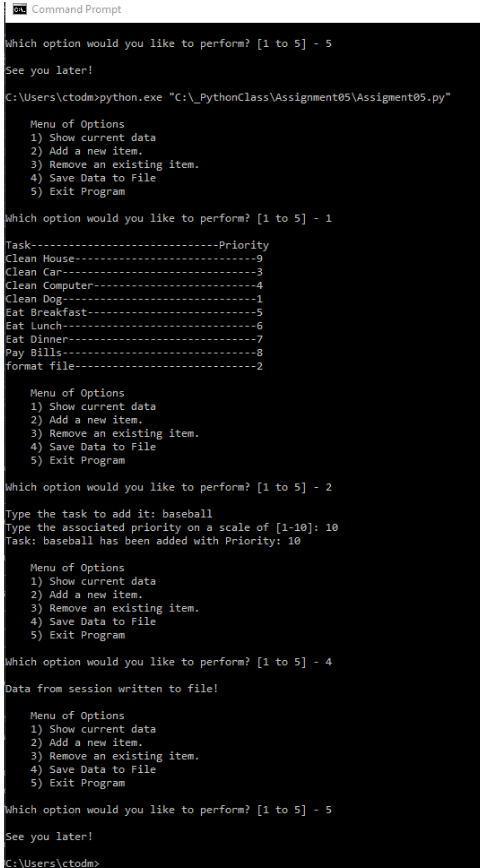 Command Prompt
Which option would you like to perform? [1 to 5] - 5
See you later!
C:\Users\ctodm>python.exe "C:\_PythonClass\Assignment05\Assigment05.py"
Menu of Options
1) Show current data
2) Add a new item.
3) Remove an existing item.
4) Save Data to File
5) Exit Program
Which option would you like to perform? [1 to 5] - 1
Task------------------------------Priority
Clean House-----------------------------9
Clean Car-------------------------------3
Clean Computer--------------------------4
Clean Dog-------------------------------1
Eat Breakfast---------------------------5
Eat Lunch-------------------------------6
Eat Dinner------------------------------7
Pay Bills-------------------------------8
format file-----------------------------2
Menu of Options
1) Show current data
2) Add a new item.
3) Remove an existing item.
4) Save Data to File
5) Exit Program
Which option would you like to perform? [1 to 5] - 2
Type the task to add it: baseball
Type the associated priority on a scale of [1-10]: 10
Task: baseball has been added with Priority: 10
Menu of Options
1) Show current data
2) Add a new item.
3) Remove an existing item.
4) Save Data to File
5) Exit Program
Which option would you like to perform? [1 to 5] - 4
Data from session written to file!
Menu of Options
1) Show current data
2) Add a new item.
3) Remove an existing item.
4) Save Data to File
5) Exit Program
Which option would you like to perform? [1 to 5] - 5
See you later!
C:\Users\ctodm>